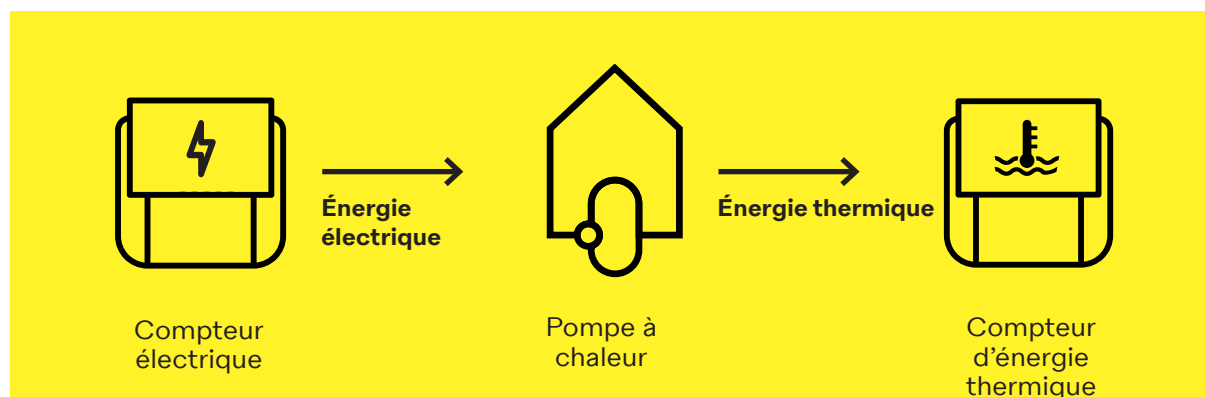 Énergie
électrique
Énergie thermique
Compteur
électrique
Pompe à
chaleur
Compteur
d’énergie
thermique